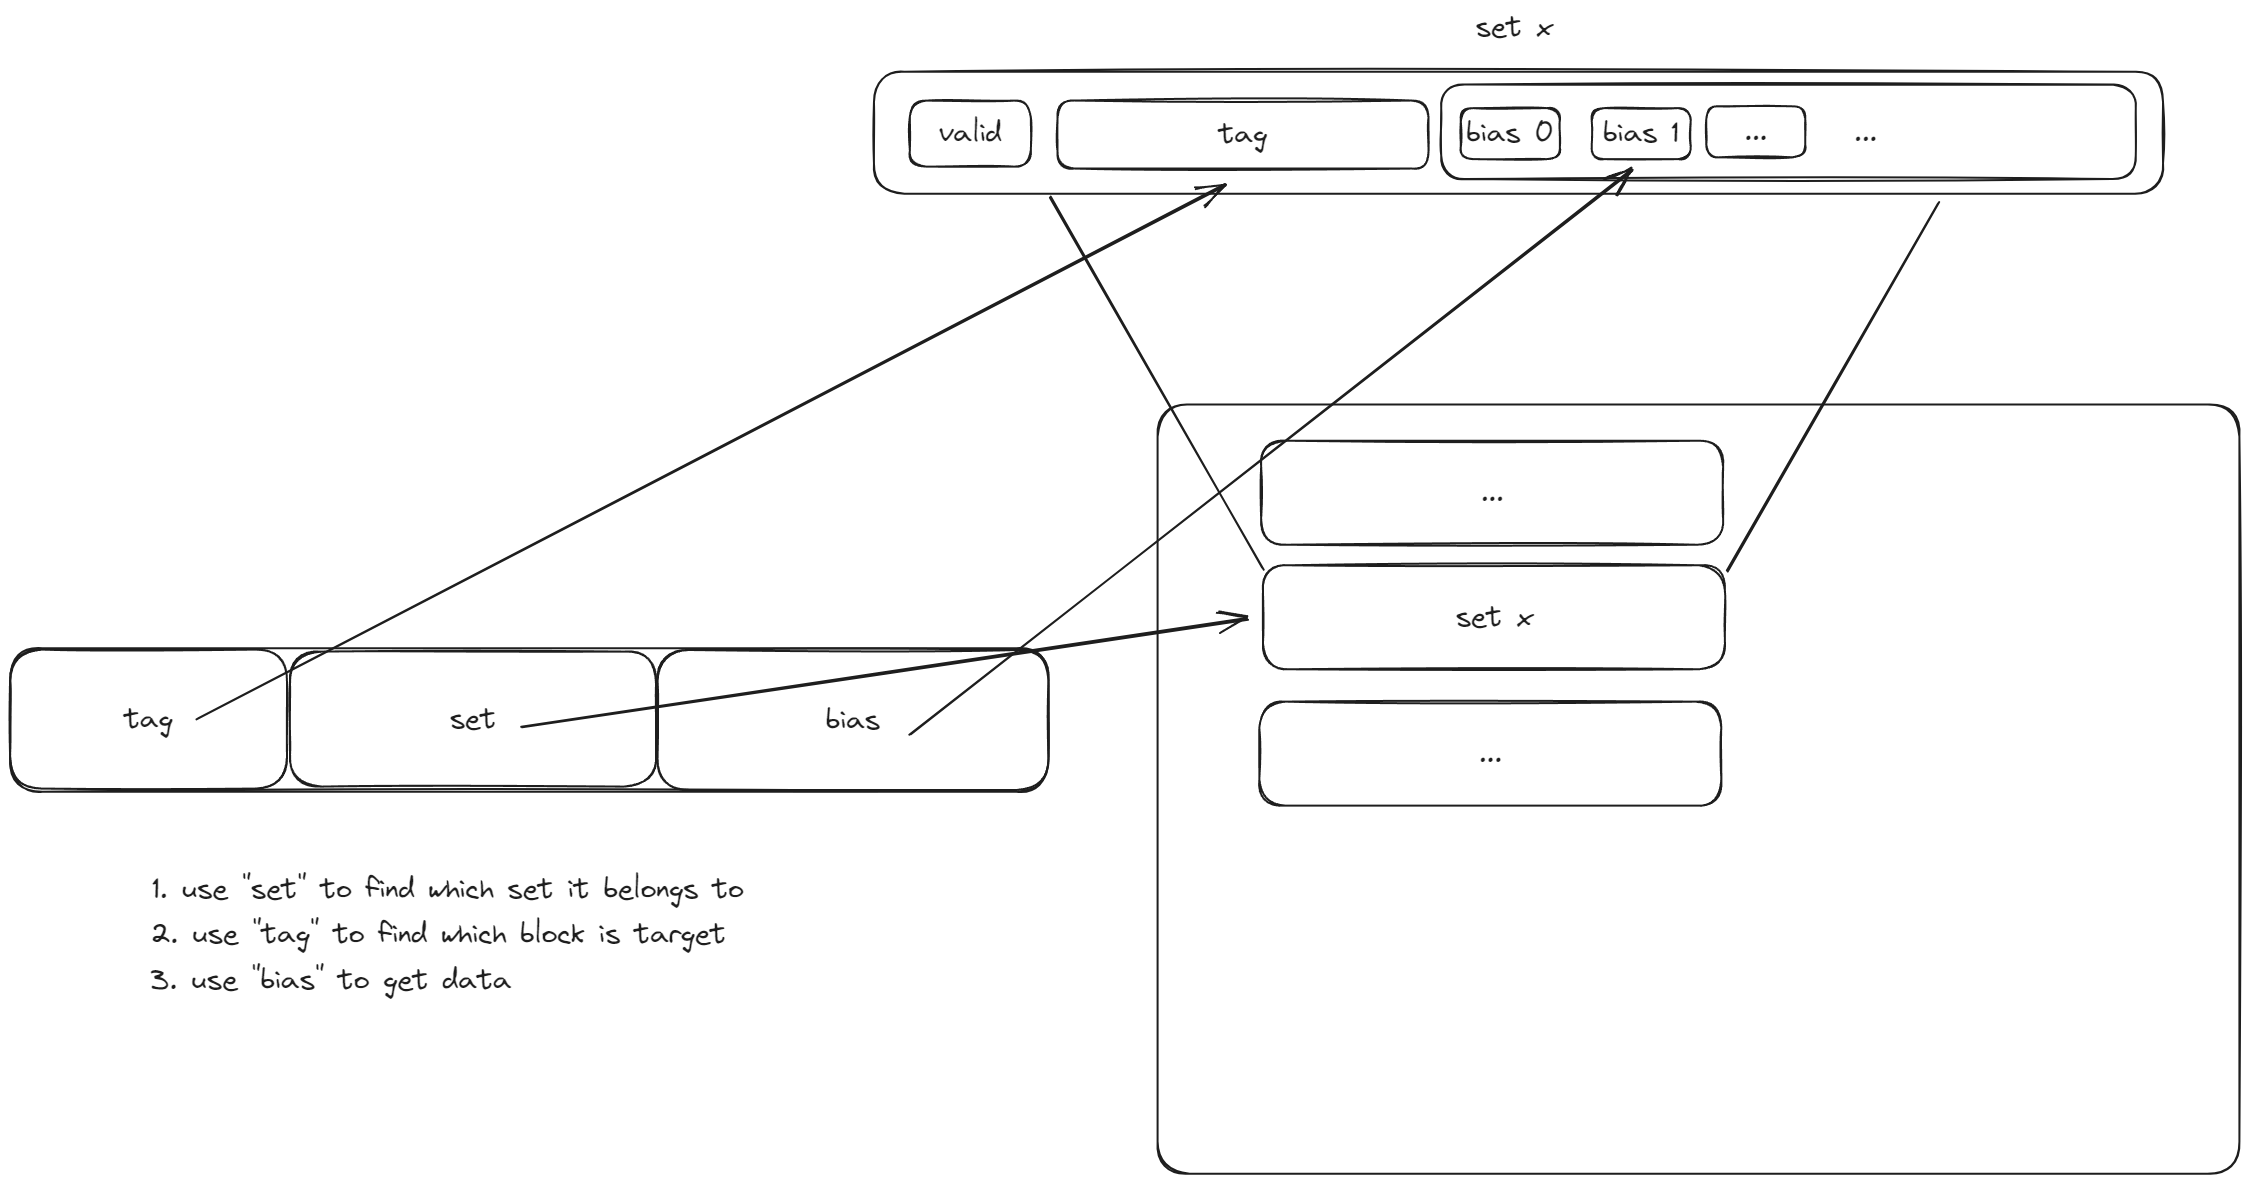 set x
valid
tag
bias 0
bias 1
...
...
...
set x
tag
set
bias
...
1. use "set" to find which set it belongs to
2. use "tag" to find which block is target
3. use "bias" to get data